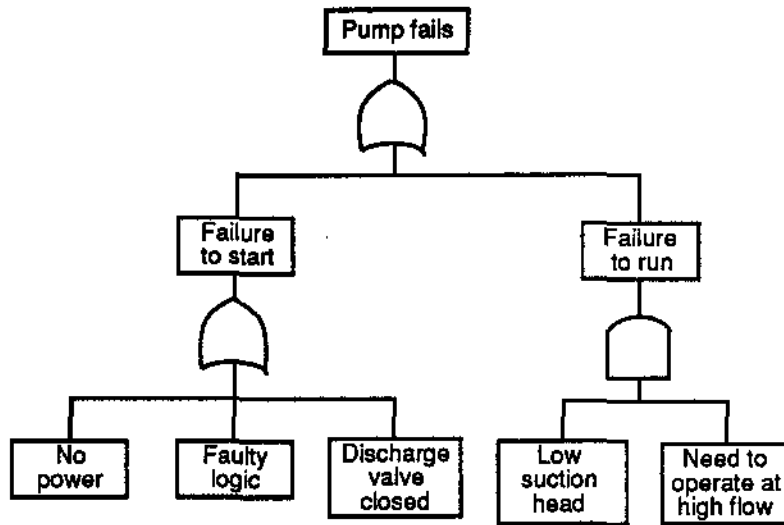 Pump fails
Failure
to start
Failure
to run
No
power
Faulty
logic
Discharge
valve
closed
Low
suction
head
Need to
operate at
high flow